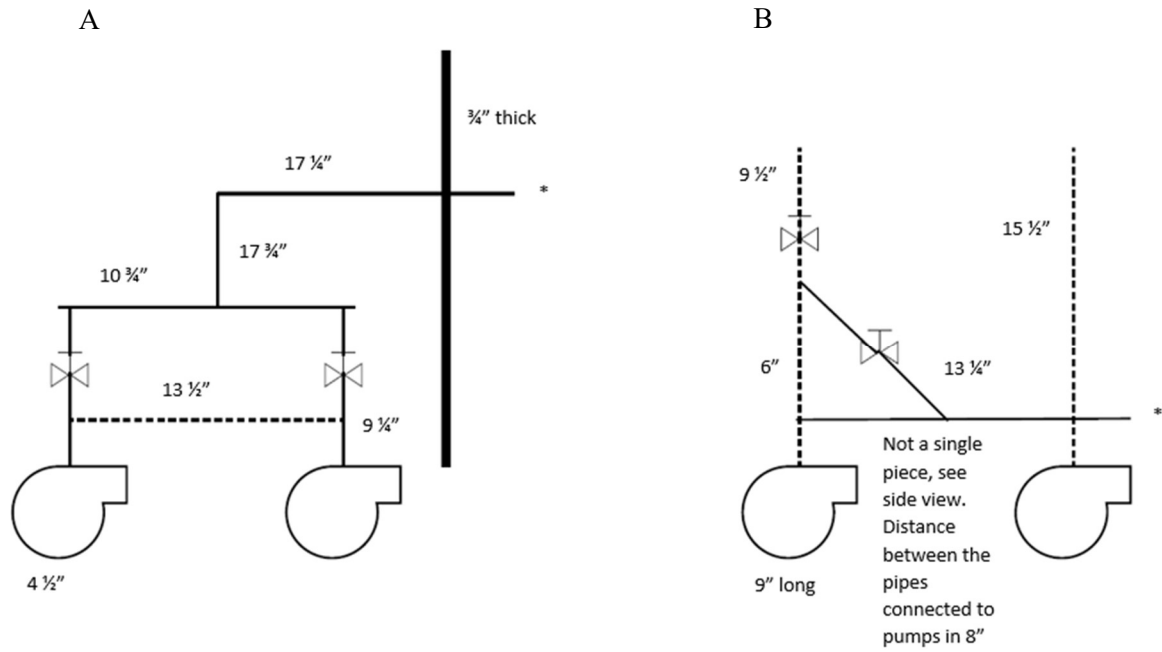 A
¾” thick
17 ¼”
*
17 ¾”
10 ¾”
13 ½”
9 ¼”
4 ½”
B
9 ½”
15 ½”
6”
13 ¼”
*
Not a single
piece, see
side view.
Distance
between the
pipes
connected to
pumps in 8”
9” long